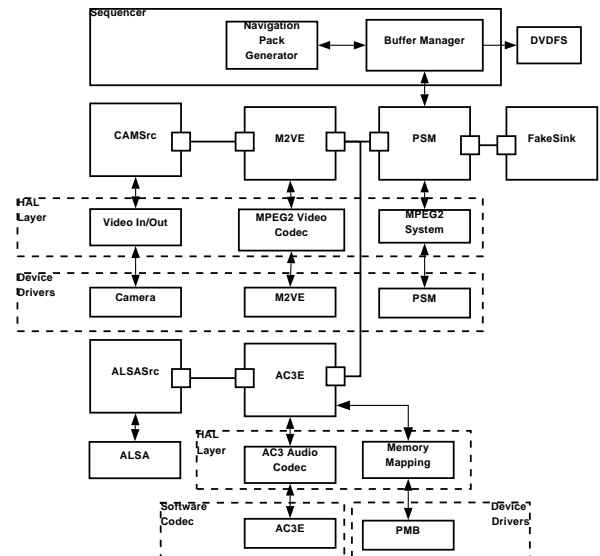 Sequencer
Navigation
Pack
Generator
Buffer Manager
DVDFS
CAMSrc
M2VE
PSM
FakeSink
HAL
Layer
Video In/Out
MPEG2 Video
Codec
MPEG2
System
Device
Drivers
Camera
M2VE
PSM
ALSASrc
AC3E
HAL
Layer
ALSA
AC3 Audio
Codec
Memory
Mapping
Software
Codec
Device
Drivers
AC3E
PMB